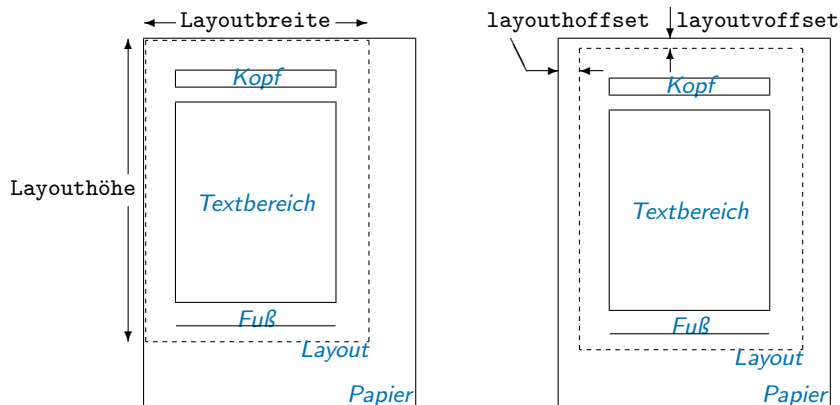 Layoutbreite
Kopf
Layouthöhe
Textbereich
Fuß
Layout
Papier
layouthoffset
layoutvoffset
Kopf
Textbereich
Fuß
Layout
Papier